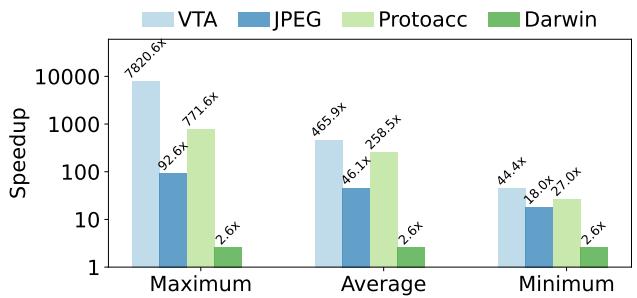 VTA JPEG Protoacc Darwin
Speedup
10000
1000
100
10
1
7820.6x
92.6x
771.6x
2.6x
465.9x
46.1x
258.5x
2.6x
44.4x
18.0x
27.0x
2.6x
Maximum Average Minimum